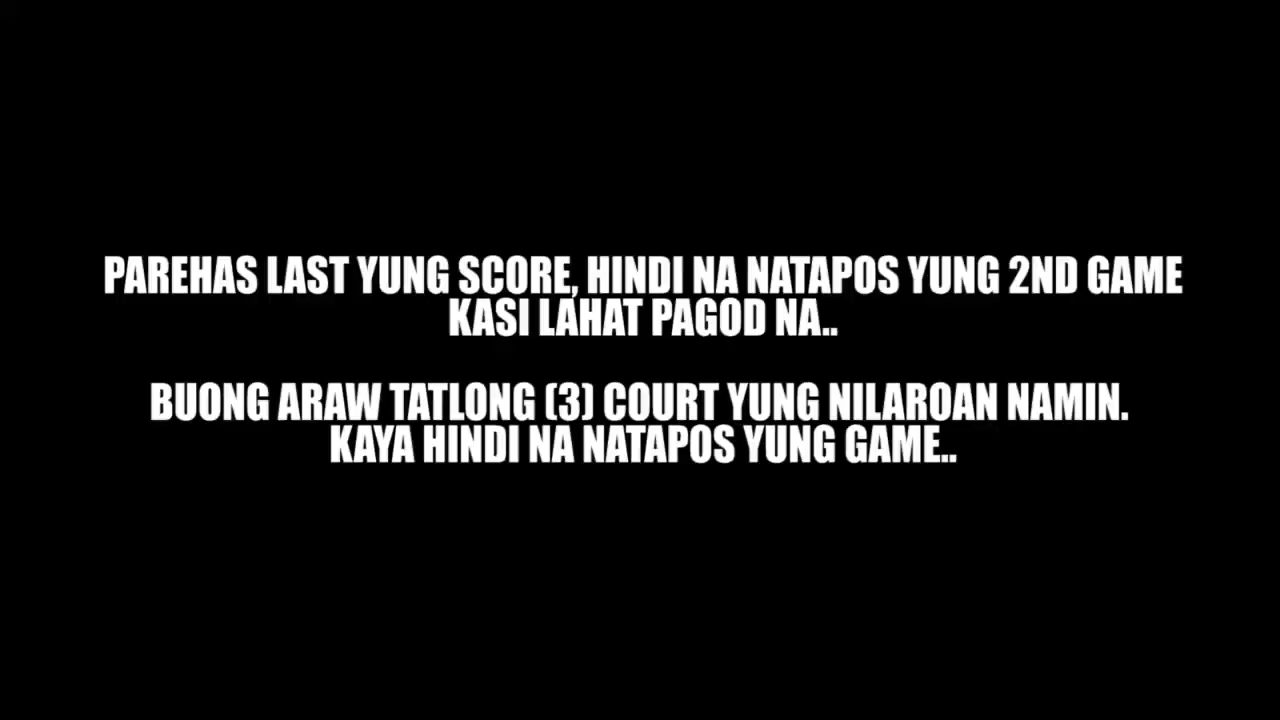 PAREHAS LAST YUNG SCORE, HINDI NA NATAPOS YUNG 2ND GAME
KASI LAHAT PAGOD NA..
BUONG ARAW TATLONG (3) COURT YUNG NILAROAN NAMIN.
KAYA HINDI NA NATAPOS YUNG GAME..